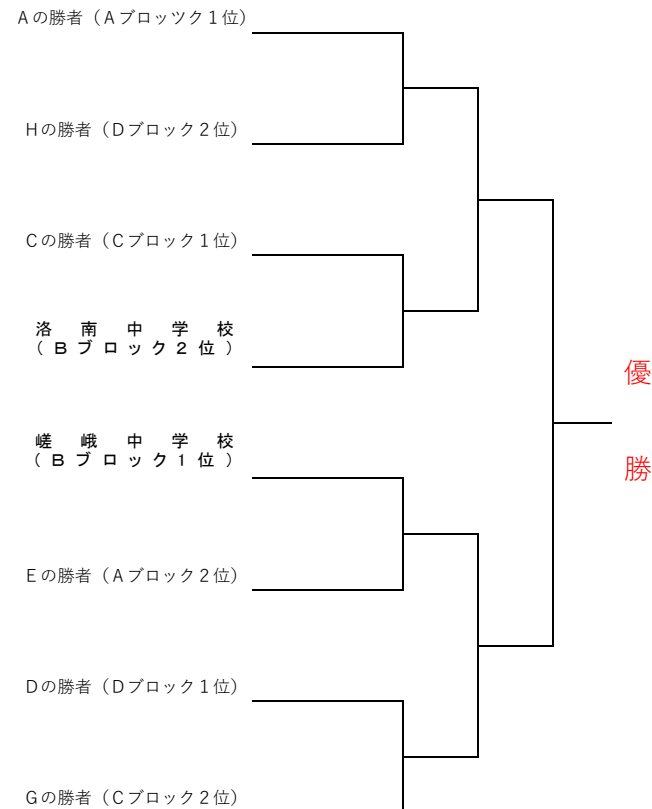 Aの勝者（Aブロッツク１位）
Hの勝者（Dブロック２位）
Cの勝者（Cブロック１位）
洛南中学校
（Bブロック２位）
優
勝
嵯峨中学校
（Bブロック１位）
Eの勝者（Aブロック２位）
Dの勝者（Dブロック１位）
Gの勝者（Cブロック２位）